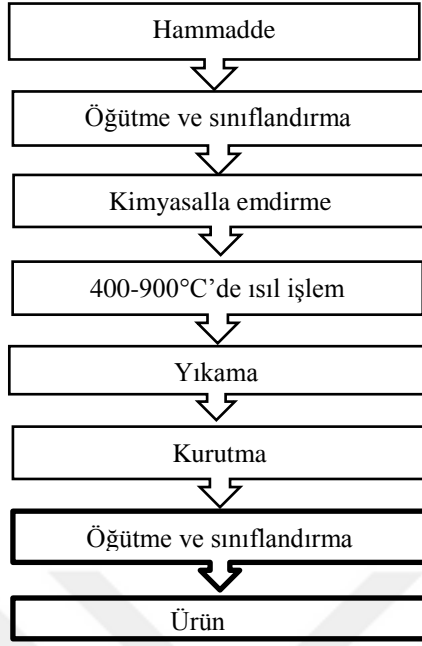 Hammadde
Öğütme ve sınıflandırma
Kimyasalla emdirme
400-900°C’de ısıl işlem
Yıkama
Kurutma
Öğütme ve sınıflandırma
Ürün